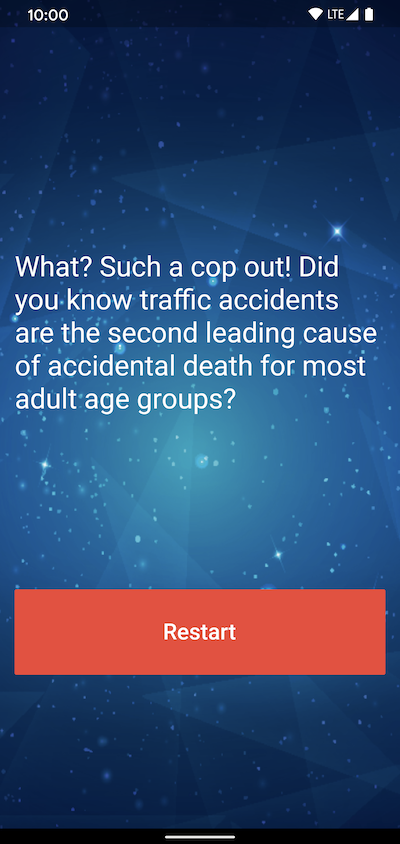 10:00 LTE
What? Such a cop out! Did
you know traffic accidents
are the second leading cause
of accidental death for most
adult age groups?
Restart